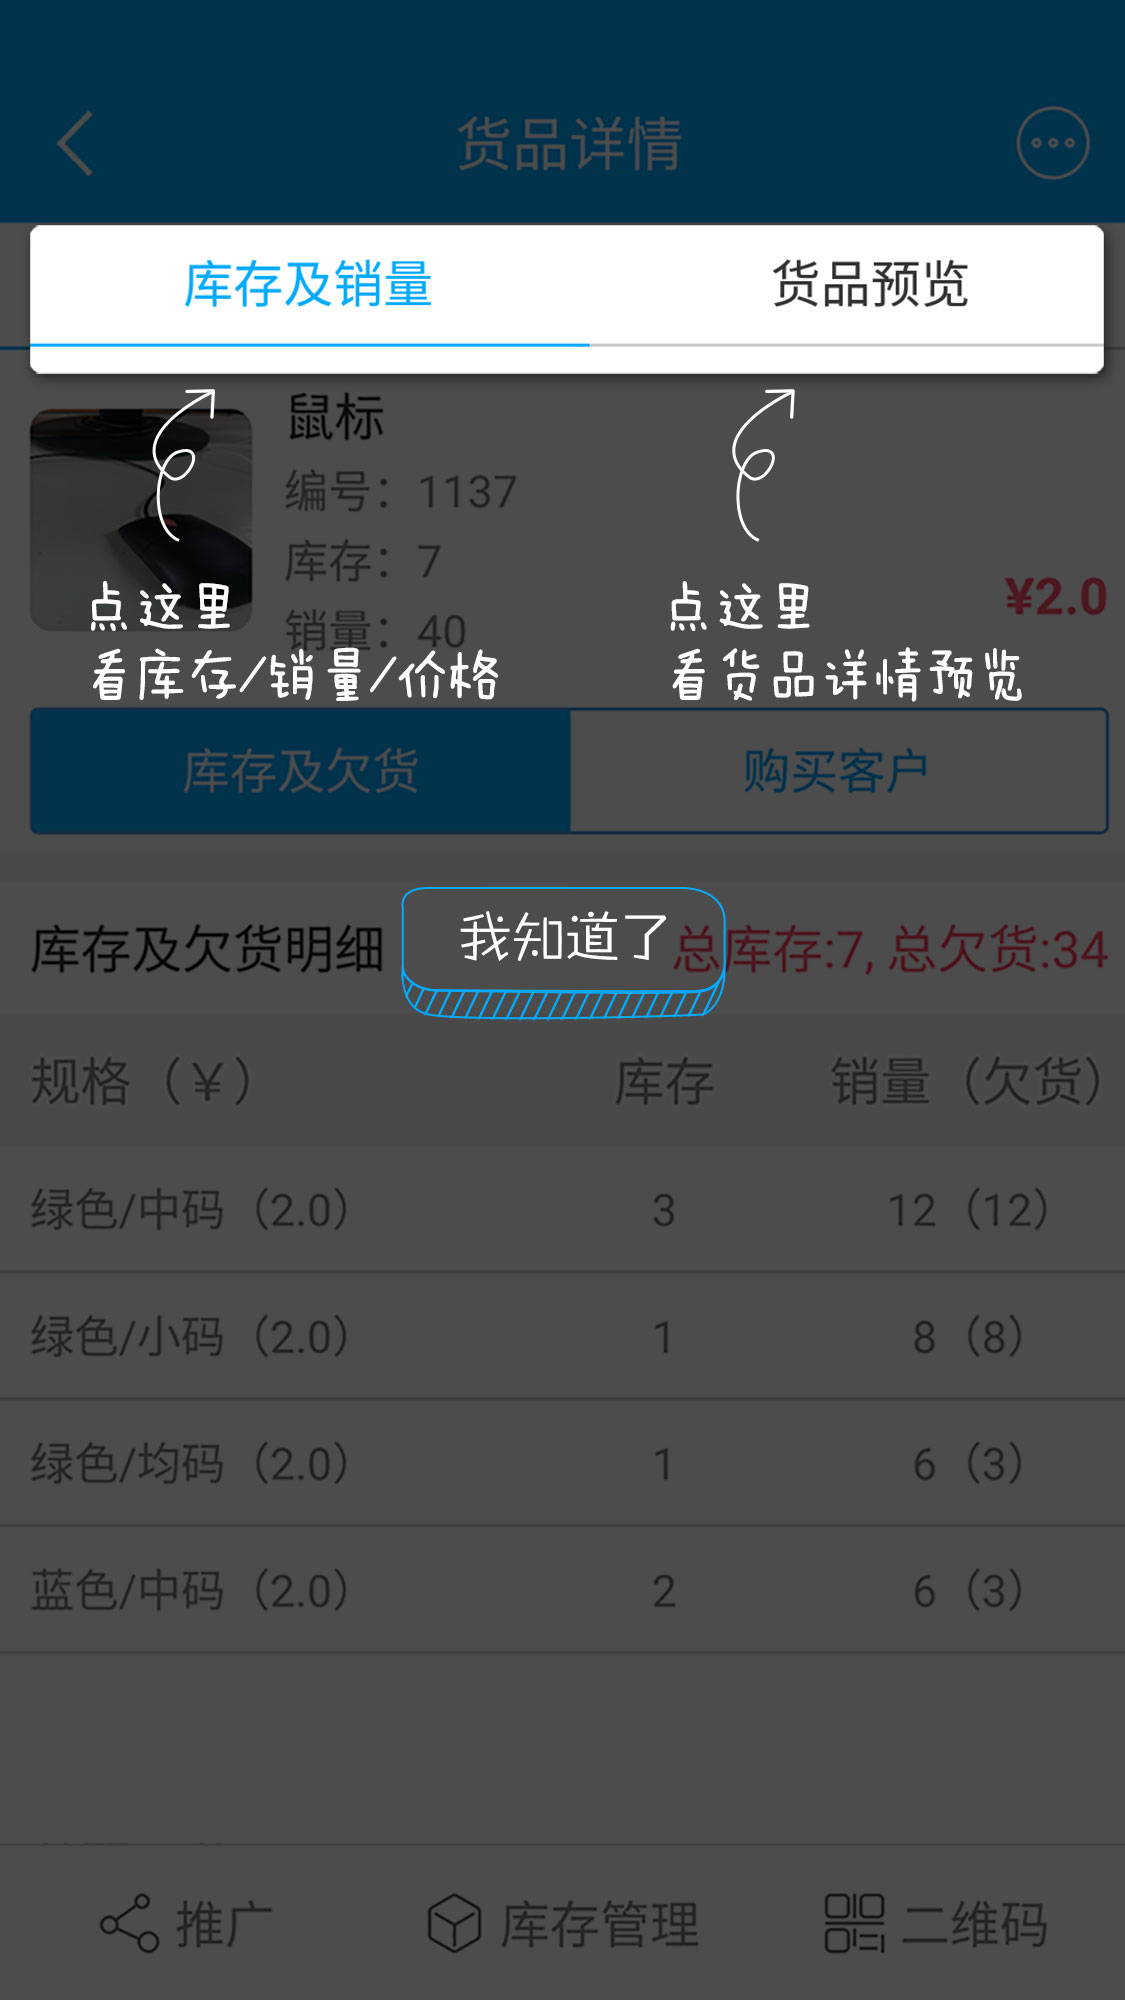 货品详情
库存及销量 货品预览
鼠标
编号：1137
库存：7
销量：40
¥2.0
点这里
看库存/销量/价格
点这里
看货品详情预览
库存及欠货 购买客户
库存及欠货明细 总库存:7, 总欠货:34
我知道了
规格（¥） 库存 销量（欠货）
绿色/中码（2.0） 3 12（12）
绿色/小码（2.0） 1 8（8）
绿色/均码（2.0） 1 6（3）
蓝色/中码（2.0） 2 6（3）
推广 库存管理 二维码